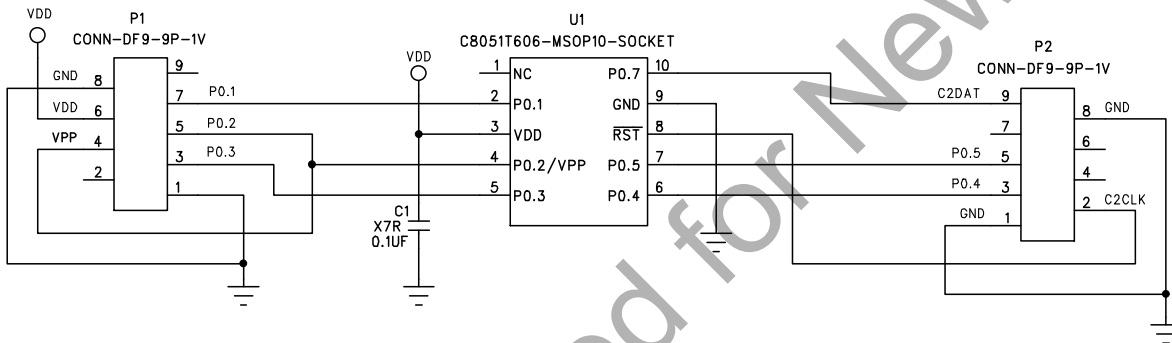 VDD
P1
CONN-DF9-9P-1V
GND
8
VDD
6
VPP
4
2
9
7
P0.1
5
P0.2
3
P0.3
1
VDD
C1
X7R
0.1UF
U1
C8051T606-MSOP10-SOCKET
1
NC
2
P0.1
3
VDD
4
P0.2/VPP
5
P0.3
P0.7
10
GND
9
RST
8
P0.5
7
P0.4
6
P2
CONN-DF9-9P-1V
C2DAT
9
7
P0.5
5
P0.4
3
GND
1
8
GND
6
4
2
C2CLK
ed for New